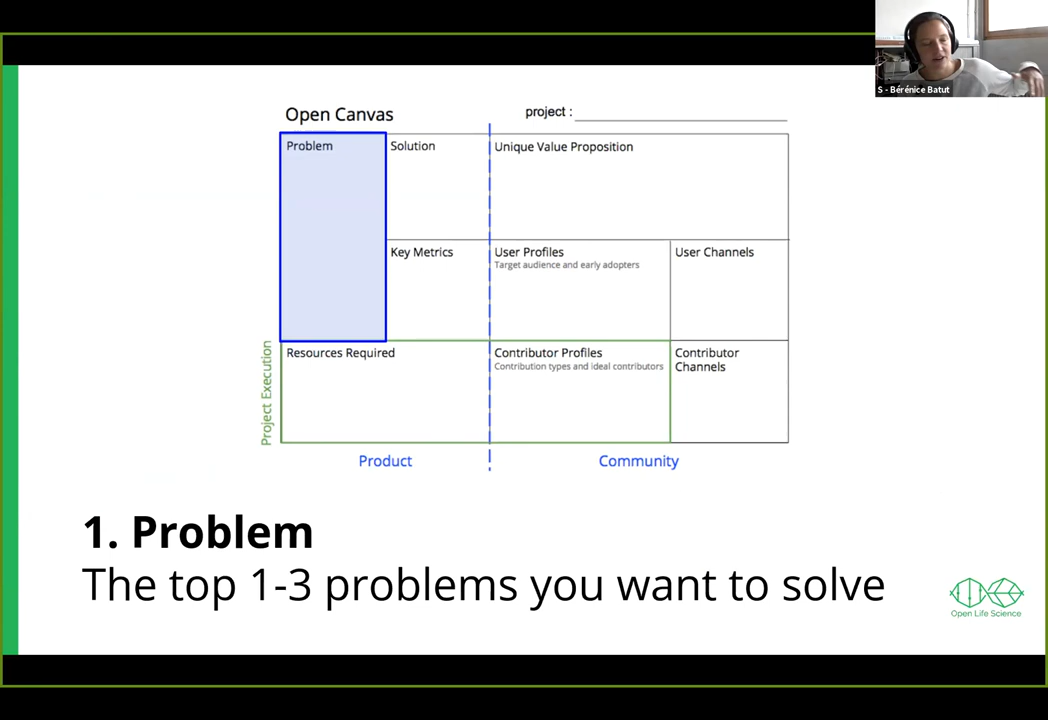 S - Bérénice Batut
Open Canvas
project : 
Problem
Solution
Unique Value Proposition
Key Metrics
User Profiles
Target audience and early adopters
User Channels
Project Execution
Resources Required
Contributor Profiles
Contribution types and ideal contributors
Contributor
Channels
Product
Community
1. Problem
The top 1-3 problems you want to solve
Open Life Science